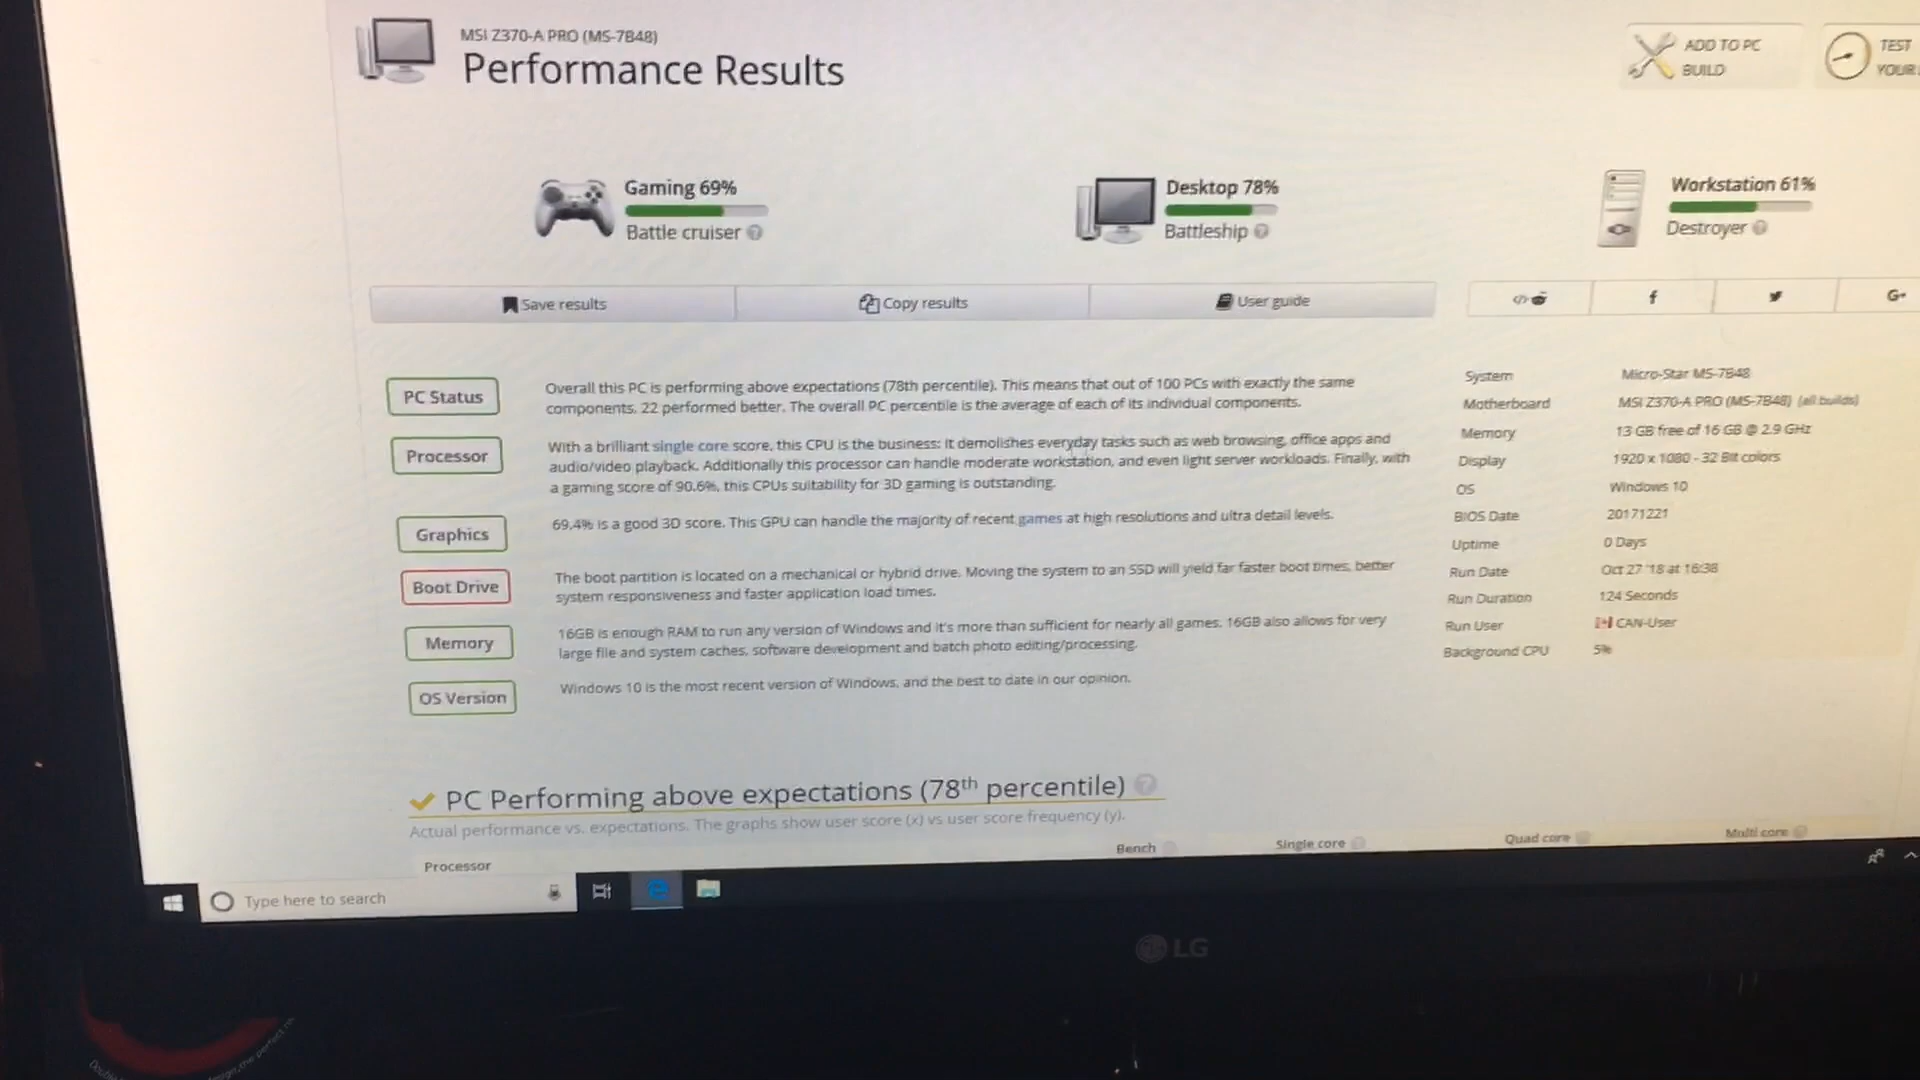 MSI Z370-A PRO (MS-7B48)
Performance Results
ADD TO PC
BUILD
TEST
YOUR
Gaming 69%
Battle cruiser
Desktop 78%
Battleship
Workstation 61%
Destroyer
Save results
Copy results
User guide
f
G+
PC Status
Overall this PC is performing above expectations (78th percentile). This means that out of 100 PCs with exactly the same
components, 22 performed better. The overall PC percentile is the average of each of its individual components.
Processor
With a brilliant single core score, this CPU is the business: It demolishes everyday tasks such as web browsing, office apps and
audio/video playback. Additionally this processor can handle moderate workstation, and even light server workloads. Finally, with
a gaming score of 90.6%, this CPUs suitability for 3D gaming is outstanding.
Graphics
69.4% is a good 3D score. This GPU can handle the majority of recent games at high resolutions and ultra detail levels.
Boot Drive
The boot partition is located on a mechanical or hybrid drive. Moving the system to an SSD will yield far faster boot times, better
system responsiveness and faster application load times.
Memory
16GB is enough RAM to run any version of Windows and it's more than sufficient for nearly all games. 16GB also allows for very
large file and system caches, software development and batch photo editing/processing.
OS Version
Windows 10 is the most recent version of Windows, and the best to date in our opinion.
System Micro-Star MS-7B48
Motherboard MSI Z370-A PRO (MS-7B48) (all builds)
Memory 13 GB free of 16 GB @ 2.9 GHz
Display 1920 x 1080 - 32 Bit colors
OS Windows 10
BIOS Date 20171221
Uptime 0 Days
Run Date Oct 27 '18 at 16:38
Run Duration 124 Seconds
Run User CAN-User
Background CPU 5%
PC Performing above expectations (78th percentile)
Actual performance vs. expectations. The graphs show user score (x) vs user score frequency (y).
Processor
Bench
Single core
Quad core
Multi core
Type here to search
LG
the perfect